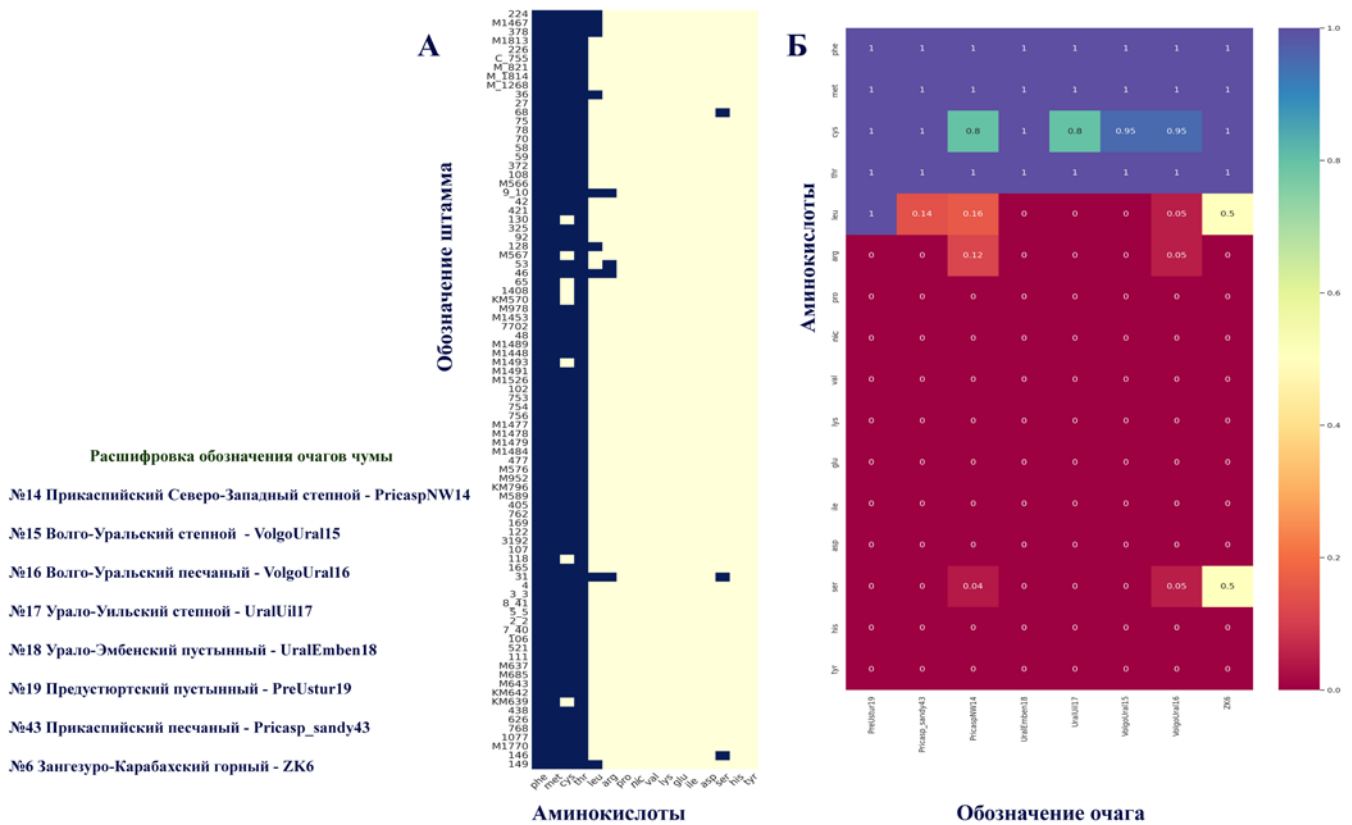 А
Обозначение штамма
224
M1467
378
M1813
226
C_755
M_821
M_1814
M_1268
36
27
68
75
78
70
58
59
372
108
M566
9_10
42
421
130
325
92
128
M567
53
46
65
1408
KM570
M978
M1453
7702
48
M1489
M1448
M1493
M1491
M1526
102
753
754
756
M1477
M1478
M1479
M1484
477
M576
M952
KM796
M589
405
762
169
122
3192
107
118
165
31
4
3_3
8_41
5_5
2_2
7_40
106
521
111
M637
M685
M643
KM642
KM639
438
626
768
1077
M1770
146
149
phe met cys thr leu arg pro nic val lys glu ile asp ser his tyr
Аминокислоты
Б
Аминокислоты
phe 1 1 1 1 1 1 1 1
met 1 1 1 1 1 1 1 1
cys 1 1 0.8 1 0.8 0.95 0.95 1
thr 1 1 1 1 1 1 1 1
leu 1 0.14 0.16 0 0 0 0.05 0.5
arg 0 0 0.12 0 0 0 0.05 0
pro 0 0 0 0 0 0 0 0
nic 0 0 0 0 0 0 0 0
val 0 0 0 0 0 0 0 0
lys 0 0 0 0 0 0 0 0
glu 0 0 0 0 0 0 0 0
ile 0 0 0 0 0 0 0 0
asp 0 0 0 0 0 0 0 0
ser 0 0 0.04 0 0 0 0.05 0.5
his 0 0 0 0 0 0 0 0
tyr 0 0 0 0 0 0 0 0
PreUstur19 Pricasp_sandy43 PricaspNW14 UralEmben18 UralUil17 VolgoUral15 VolgoUral16 ZK6
Обозначение очага
1.0
0.8
0.6
0.4
0.2
0.0
Расшифровка обозначения очагов чумы
№14 Прикаспийский Северо-Западный степной - PricaspNW14
№15 Волго-Уральский степной - VolgoUral15
№16 Волго-Уральский песчаный - VolgoUral16
№17 Урало-Уильский степной - UralUil17
№18 Урало-Эмбенский пустынный - UralEmben18
№19 Предустюртский пустынный - PreUstur19
№43 Прикаспийский песчаный - Pricasp_sandy43
№6 Зангезуро-Карабахский горный - ZK6